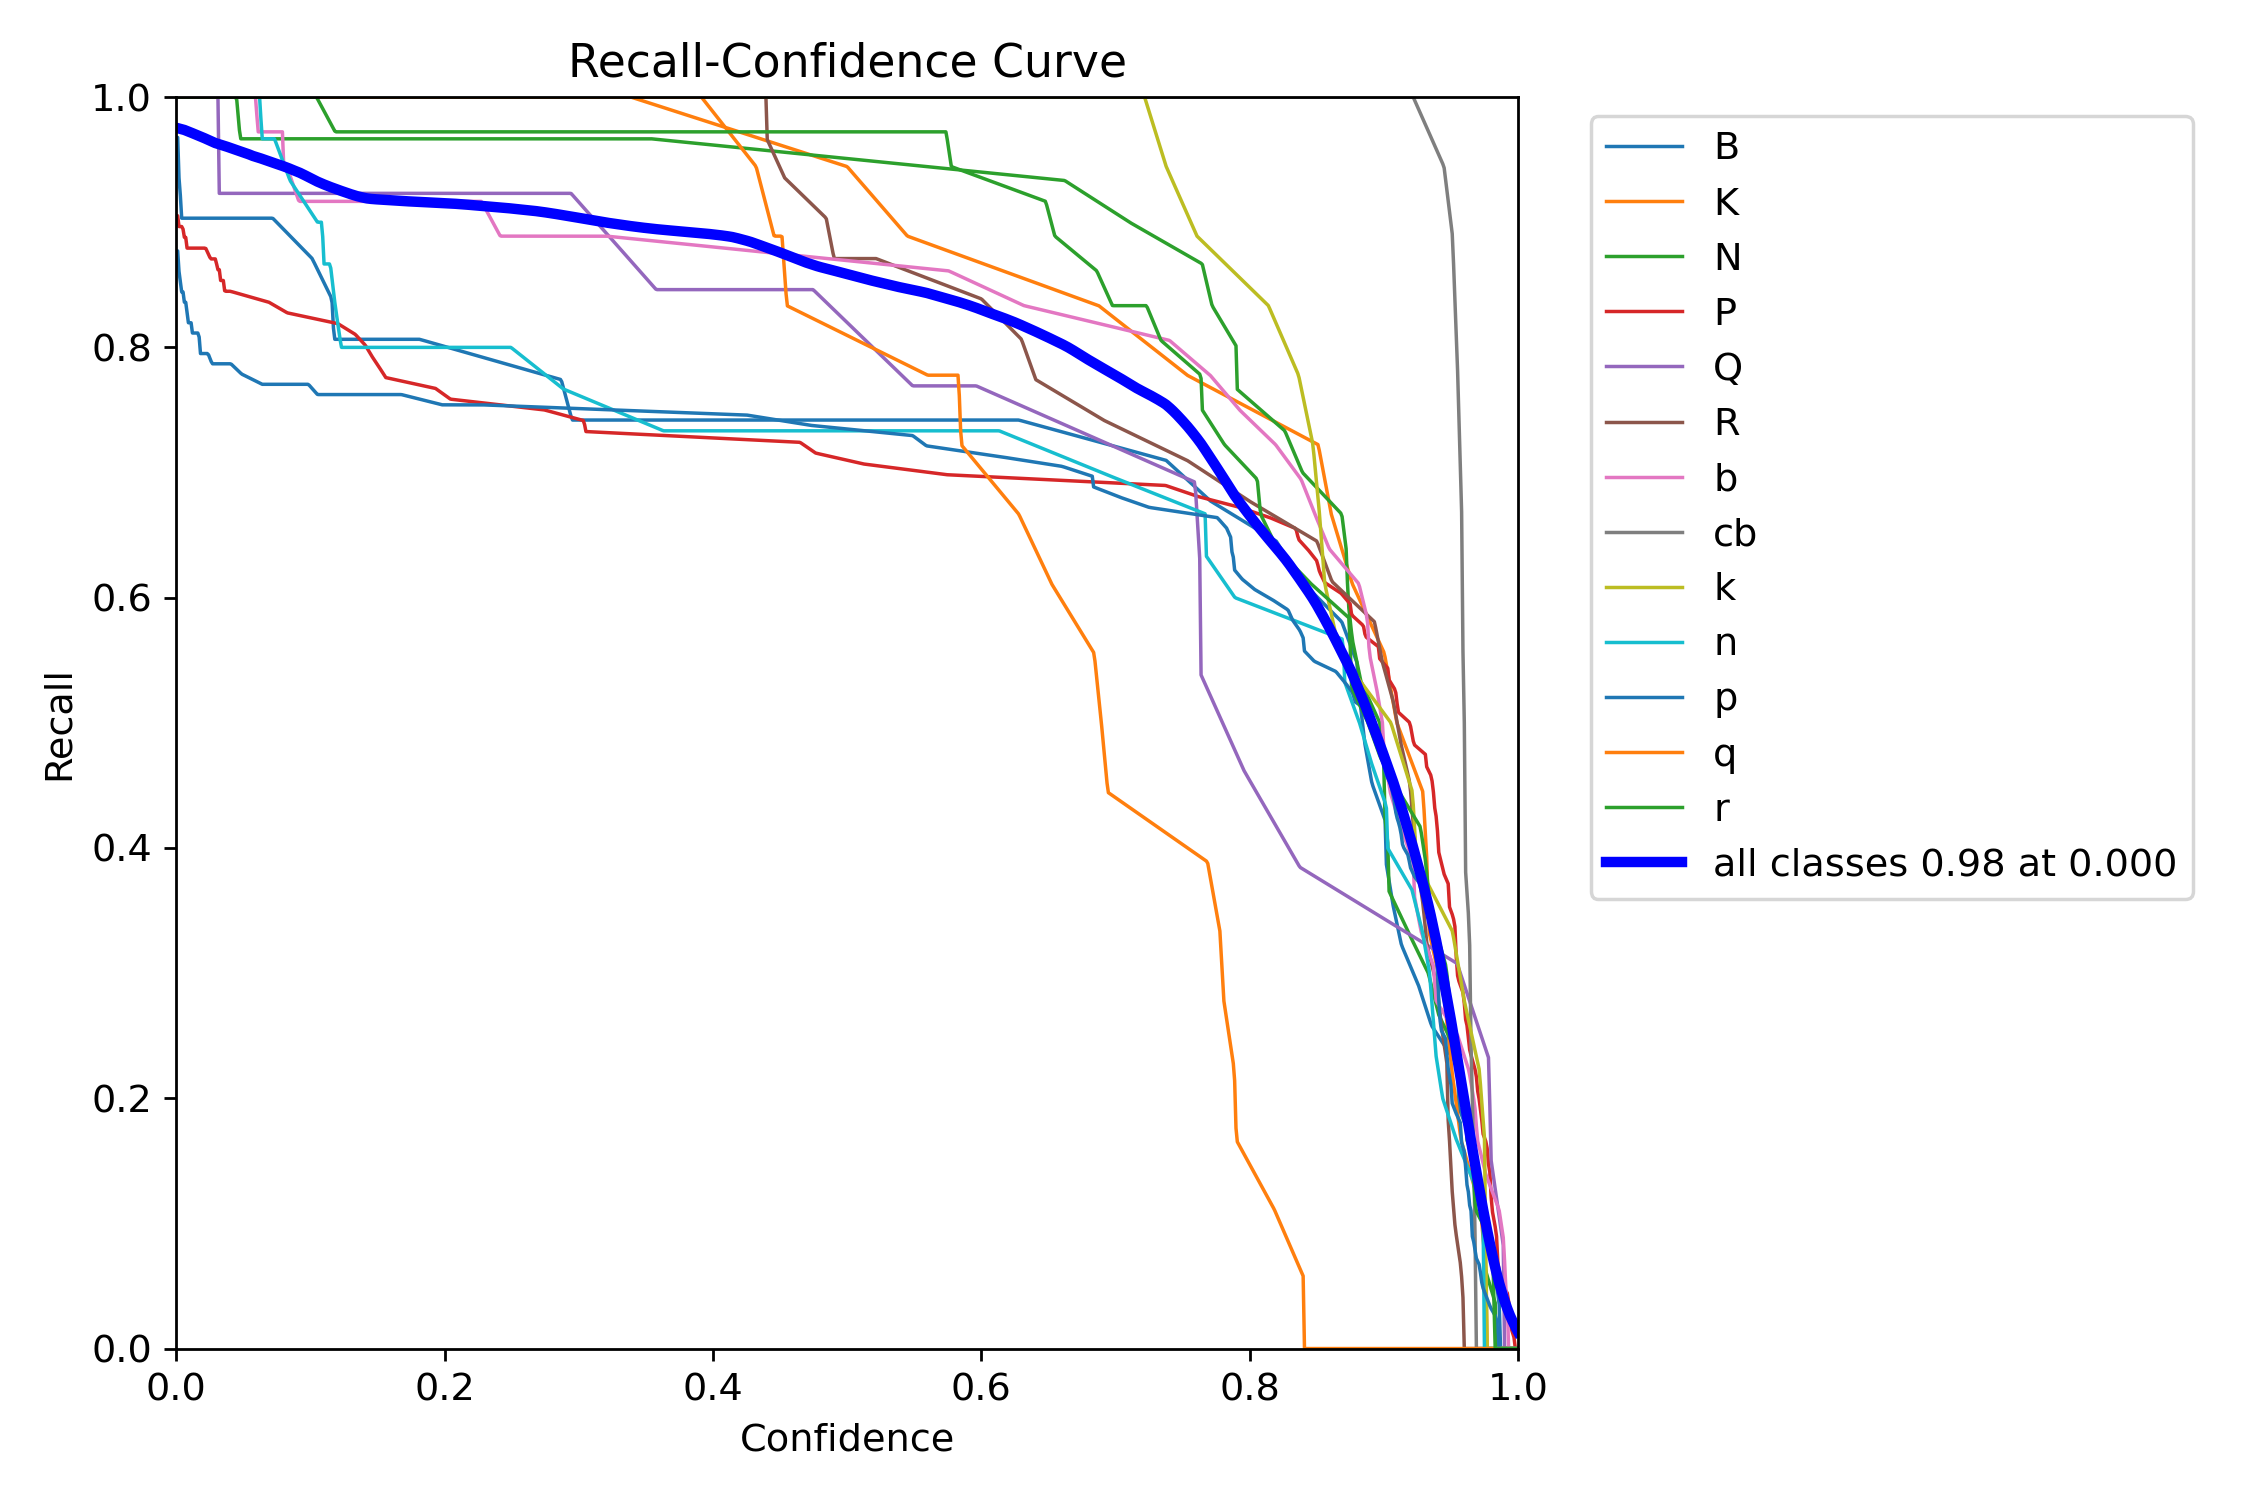 Recall-Confidence Curve
1.0
0.8
0.6
0.4
0.2
0.0
Recall
0.0 0.2 0.4 0.6 0.8 1.0
Confidence
B
K
N
P
Q
R
b
cb
k
n
p
q
r
all classes 0.98 at 0.000